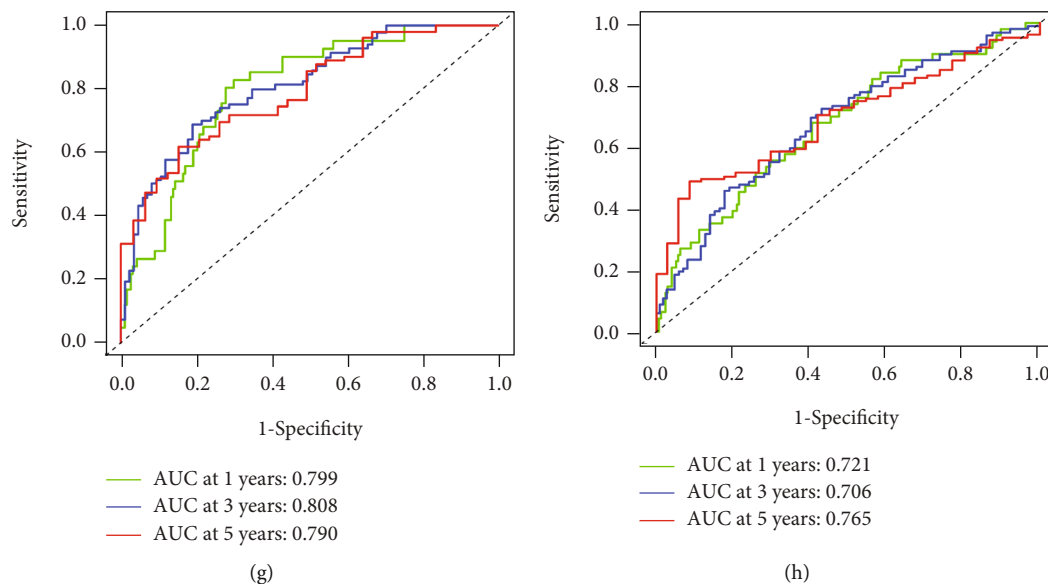 1.0
0.8
0.6
0.4
0.2
0.0
Sensitivity
0.0 0.2 0.4 0.6 0.8 1.0
1-Specificity
AUC at 1 years: 0.799
AUC at 3 years: 0.808
AUC at 5 years: 0.790
(g)
1.0
0.8
0.6
0.4
0.2
0.0
Sensitivity
0.0 0.2 0.4 0.6 0.8 1.0
1-Specificity
AUC at 1 years: 0.721
AUC at 3 years: 0.706
AUC at 5 years: 0.765
(h)